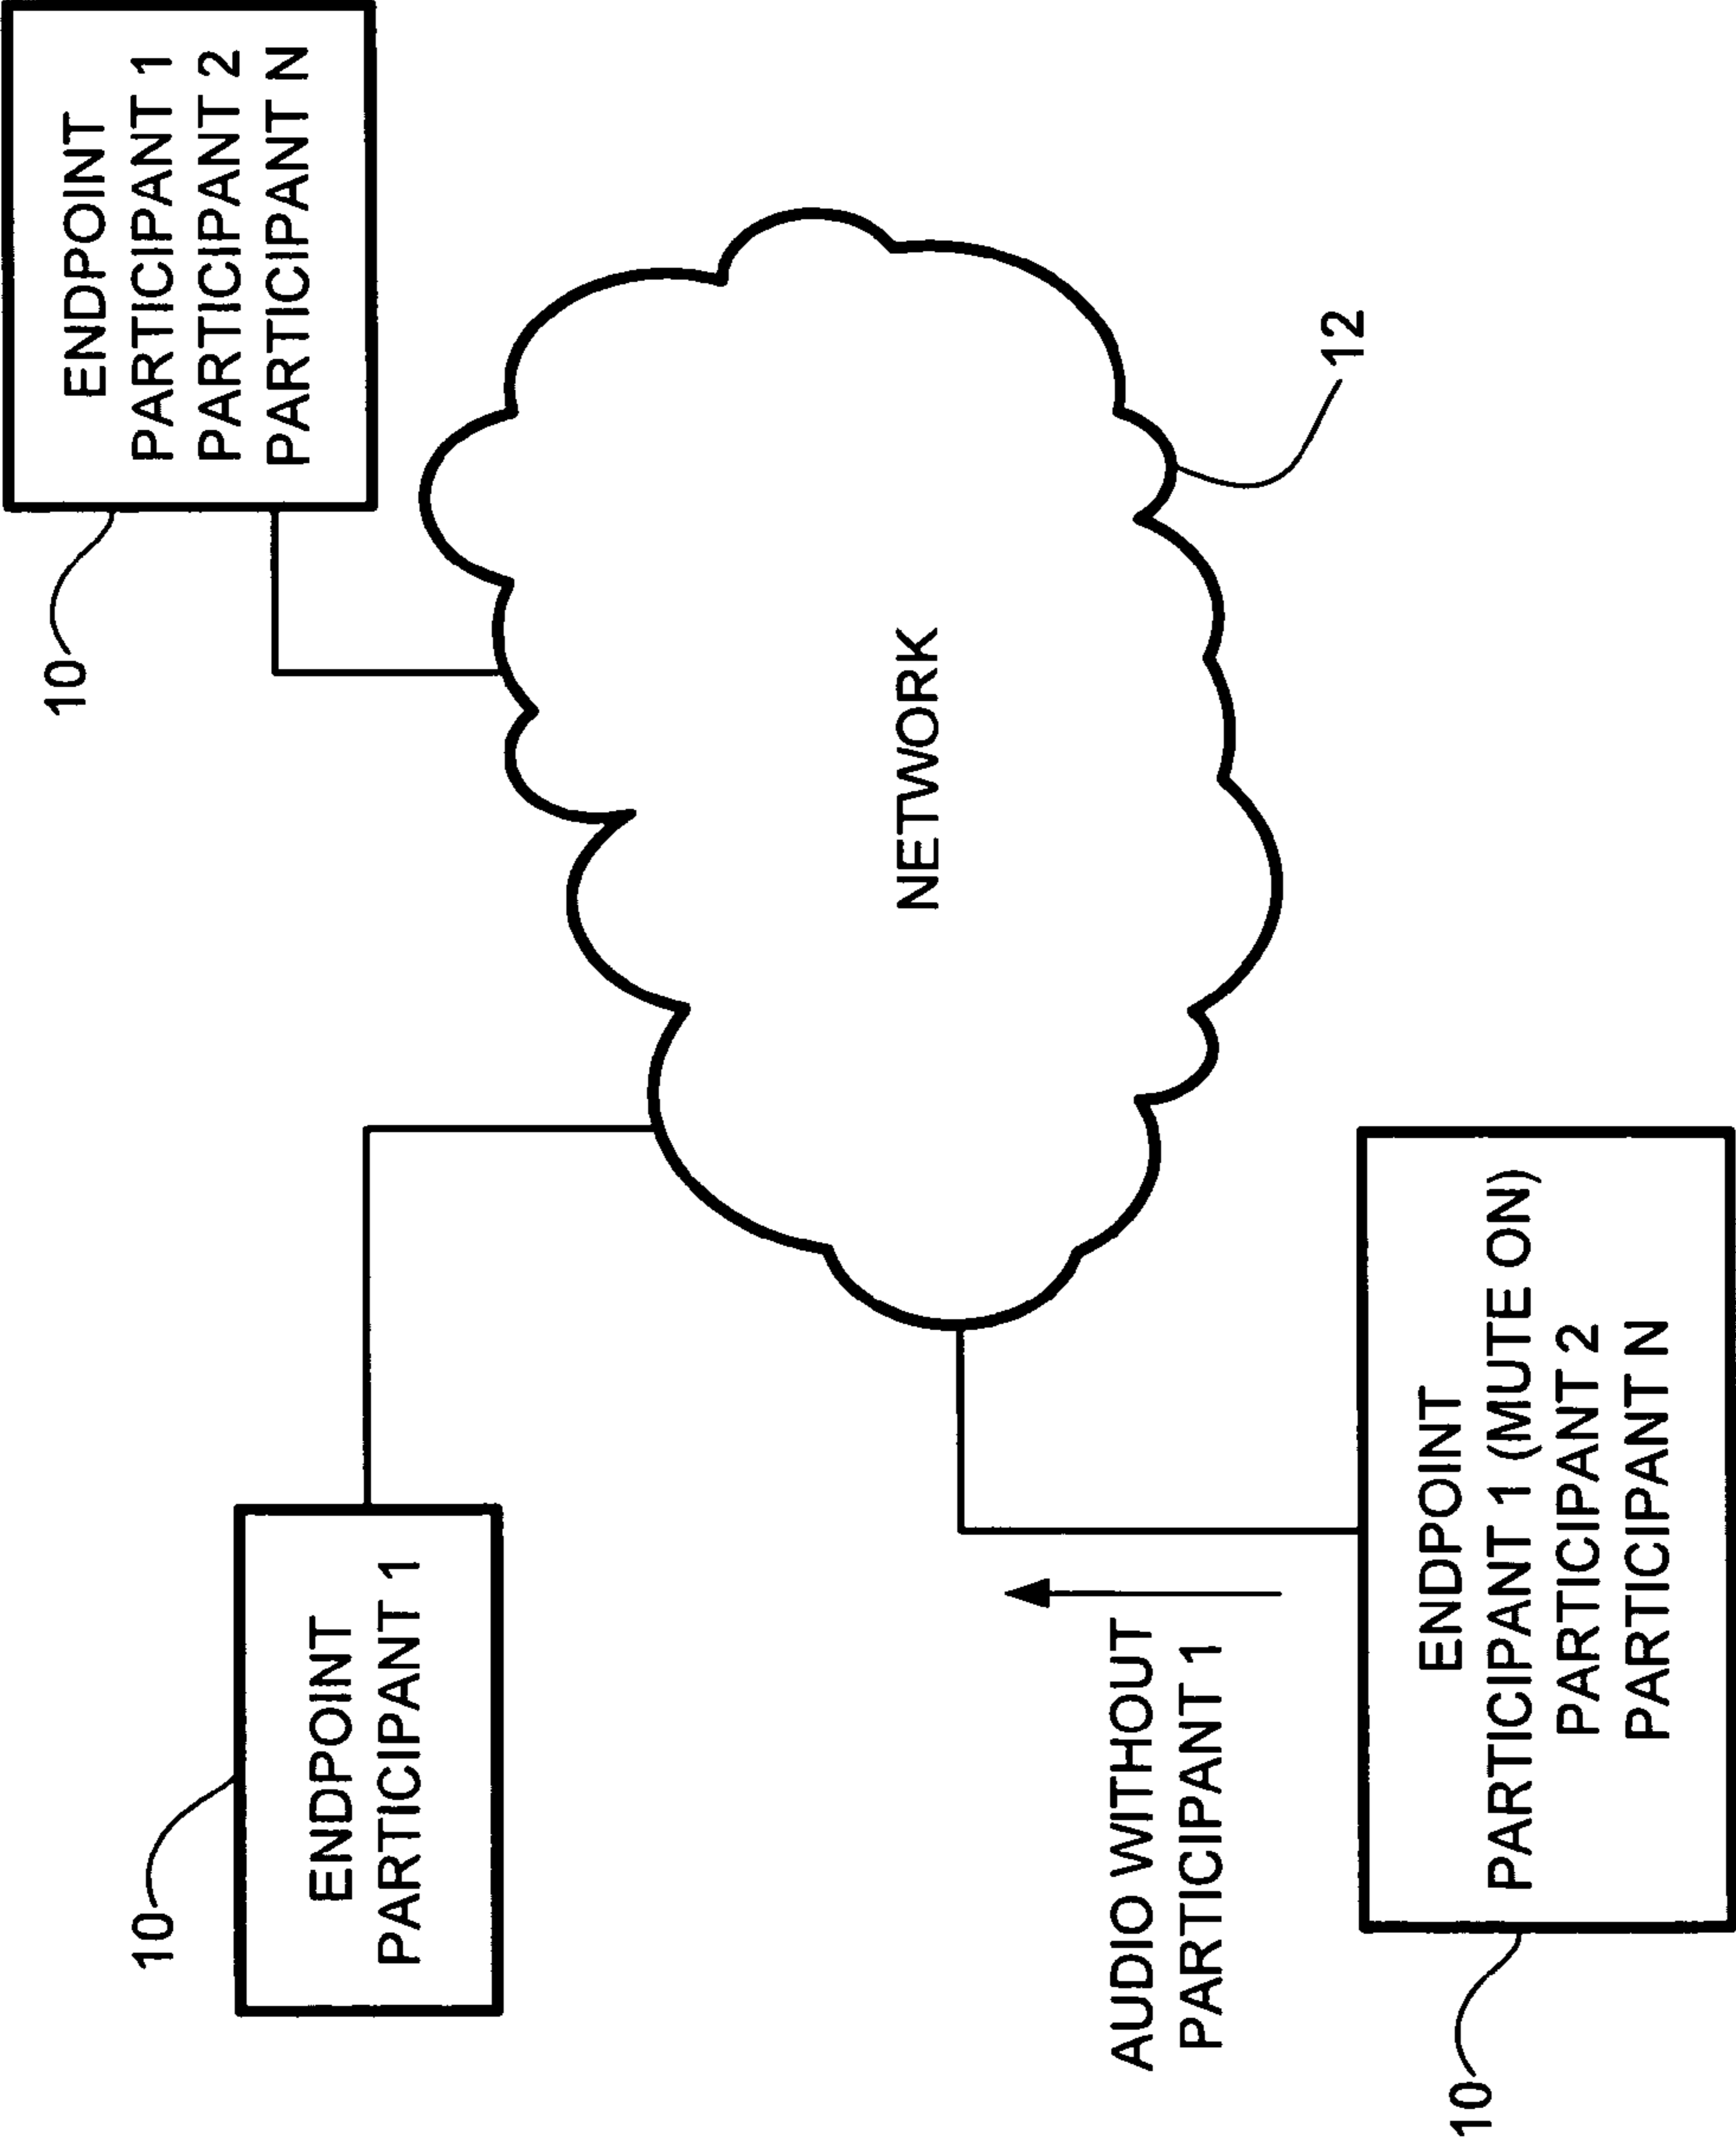 10
ENDPOINT
PARTICIPANT 1
10
ENDPOINT
PARTICIPANT 1
PARTICIPANT 2
PARTICIPANT N
NETWORK
12
AUDIO WITHOUT
PARTICIPANT 1
10
ENDPOINT
PARTICIPANT 1 (MUTE ON)
PARTICIPANT 2
PARTICIPANT N